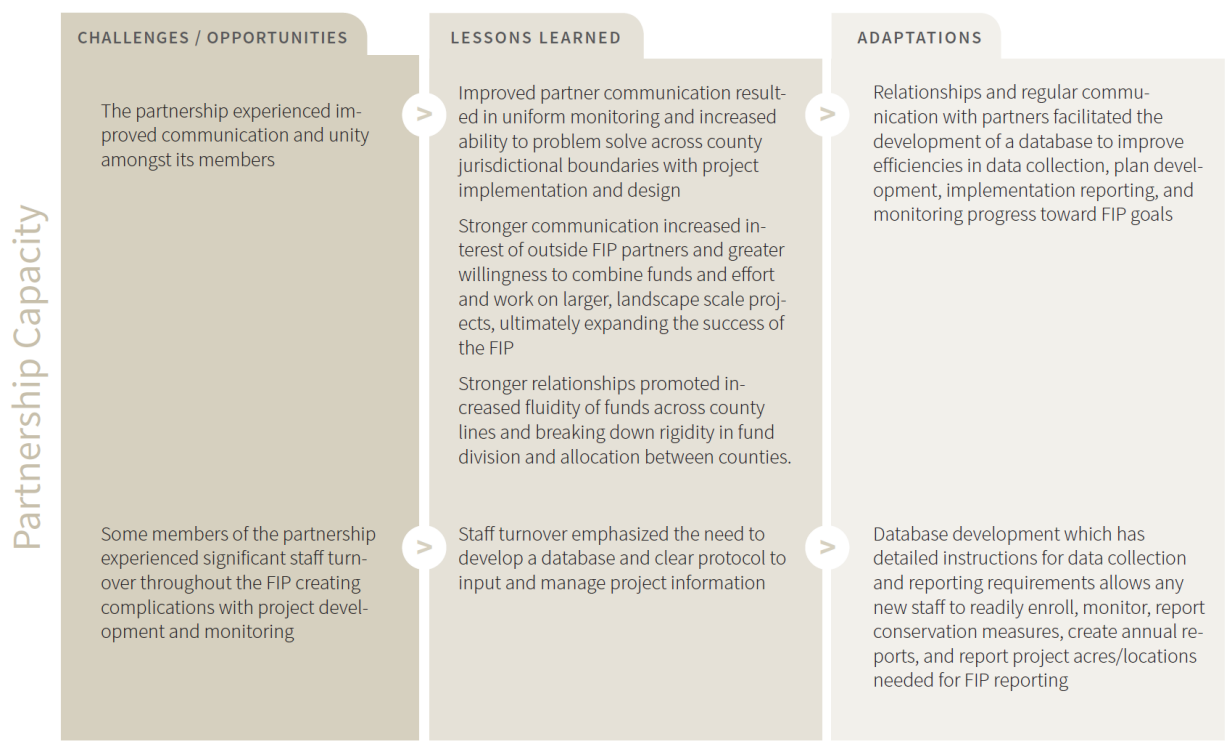 CHALLENGES / OPPORTUNITIES
LESSONS LEARNED
ADAPTATIONS
Partnership Capacity
The partnership experienced im-
proved communication and unity
amongst its members
>
Improved partner communication result-
ed in uniform monitoring and increased
ability to problem solve across county
jurisdictional boundaries with project
implementation and design
Stronger communication increased in-
terest of outside FIP partners and greater
willingness to combine funds and effort
and work on larger, landscape scale proj-
ects, ultimately expanding the success of
the FIP
Stronger relationships promoted in-
creased fluidity of funds across county
lines and breaking down rigidity in fund
division and allocation between counties.
>
Relationships and regular commu-
nication with partners facilitated the
development of a database to improve
efficiencies in data collection, plan devel-
opment, implementation reporting, and
monitoring progress toward FIP goals
Some members of the partnership
experienced significant staff turn-
over throughout the FIP creating
complications with project devel-
opment and monitoring
>
Staff turnover emphasized the need to
develop a database and clear protocol to
input and manage project information
>
Database development which has
detailed instructions for data collection
and reporting requirements allows any
new staff to readily enroll, monitor, report
conservation measures, create annual re-
ports, and report project acres/locations
needed for FIP reporting